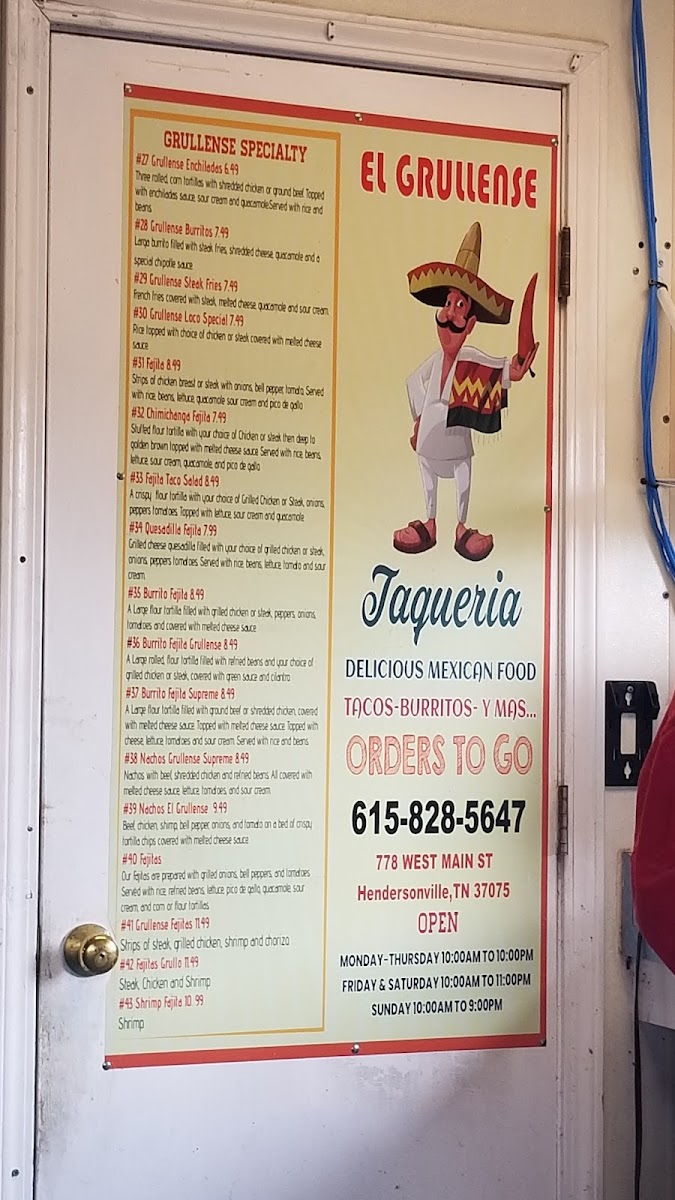 GRULLENSE SPECIALTY
#27 Grullense Enchiladas 6.49
Three rolled, corn tortillas with shredded chicken or ground beef. Topped
with enchiladas sauce, sour cream and guacamole.Served with rice and
beans.
#28 Grullense Burritos 7.49
Large burrito filled with steak fries, shredded cheese, guacamole and a
special chipotle sauce
#29 Grullense Steak Fries 7.49
French fries covered with steak, melted cheese, guacamole and sour cream.
#30 Grullense Loco Special 7.49
Rice topped with choice of chicken or steak covered with melted cheese
sauce.
#31 Fajita 8.49
Strips of chicken breast or steak with onions, bell pepper, tomato. Served
with rice, beans, lettuce, guacamole sour cream and pico de gallo
#32 Chimichanga Fajita 7.49
Stuffed flour tortilla with your choice of Chicken or steak then deep to
golden brown topped with melted cheese sauce. Served with rice, beans,
lettuce, sour cream, guacamole, and pico de gallo.
#33 Fajita Taco Salad 8.49
A crispy flour tortilla with your choice of Grilled Chicken or Steak, onions,
peppers tomatoes. Topped with lettuce, sour cream and guacamole
#34 Quesadilla Fajita 7.99
Grilled cheese quesadilla filled with your choice of grilled chicken or steak,
onions, peppers tomatoes. Served with rice, beans, lettuce, tomato and sour
cream.
#35 Burrito Fajita 8.49
A Large flour tortilla filled with grilled chicken or steak, peppers, onions,
tomatoes and covered with melted cheese sauce.
#36 Burrito Fajita Grullense 8.49
A Large rolled, flour tortilla filled with refried beans and your choice of
grilled chicken or steak, covered with green sauce and cilantro.
#37 Burrito Fajita Supreme 8.49
A Large flour tortilla filled with ground beef or shredded chicken, covered
with melted cheese sauce. Topped with melted cheese sauce. Topped with
cheese, lettuce, tomatoes and sour cream. Served with rice and beans.
#38 Nachos Grullense Supreme 8.49
Nachos with beef, shredded chicken and refried beans. All covered with
melted cheese sauce, lettuce, tomatoes, and sour cream.
#39 Nachos El Grullense 9.49
Beef, chicken, shrimp, bell pepper, onions, and tomato on a bed of crispy
tortilla chips covered with melted cheese sauce.
#40 Fajitas
Our Fajitas are prepared with grilled onions, bell peppers, and tomatoes.
Served with rice, refried beans, lettuce, pico de gallo, guacamole, sour
cream, and corn or flour tortillas.
#41 Grullense Fajitas 11.49
Strips of steak, grilled chicken, shrimp and chorizo.
#42 Fajitas Grullo 11.49
Steak, Chicken and Shrimp
#43 Shrimp Fajita 10. 99
Shrimp.
EL GRULLENSE
Taqueria
DELICIOUS MEXICAN FOOD
TACOS-BURRITOS- Y MAS...
ORDERS TO GO
615-828-5647
778 WEST MAIN ST
Hendersonville,TN 37075
OPEN
MONDAY-THURSDAY 10:00AM TO 10:00PM
FRIDAY & SATURDAY 10:00AM TO 11:00PM
SUNDAY 10:00AM TO 9:00PM